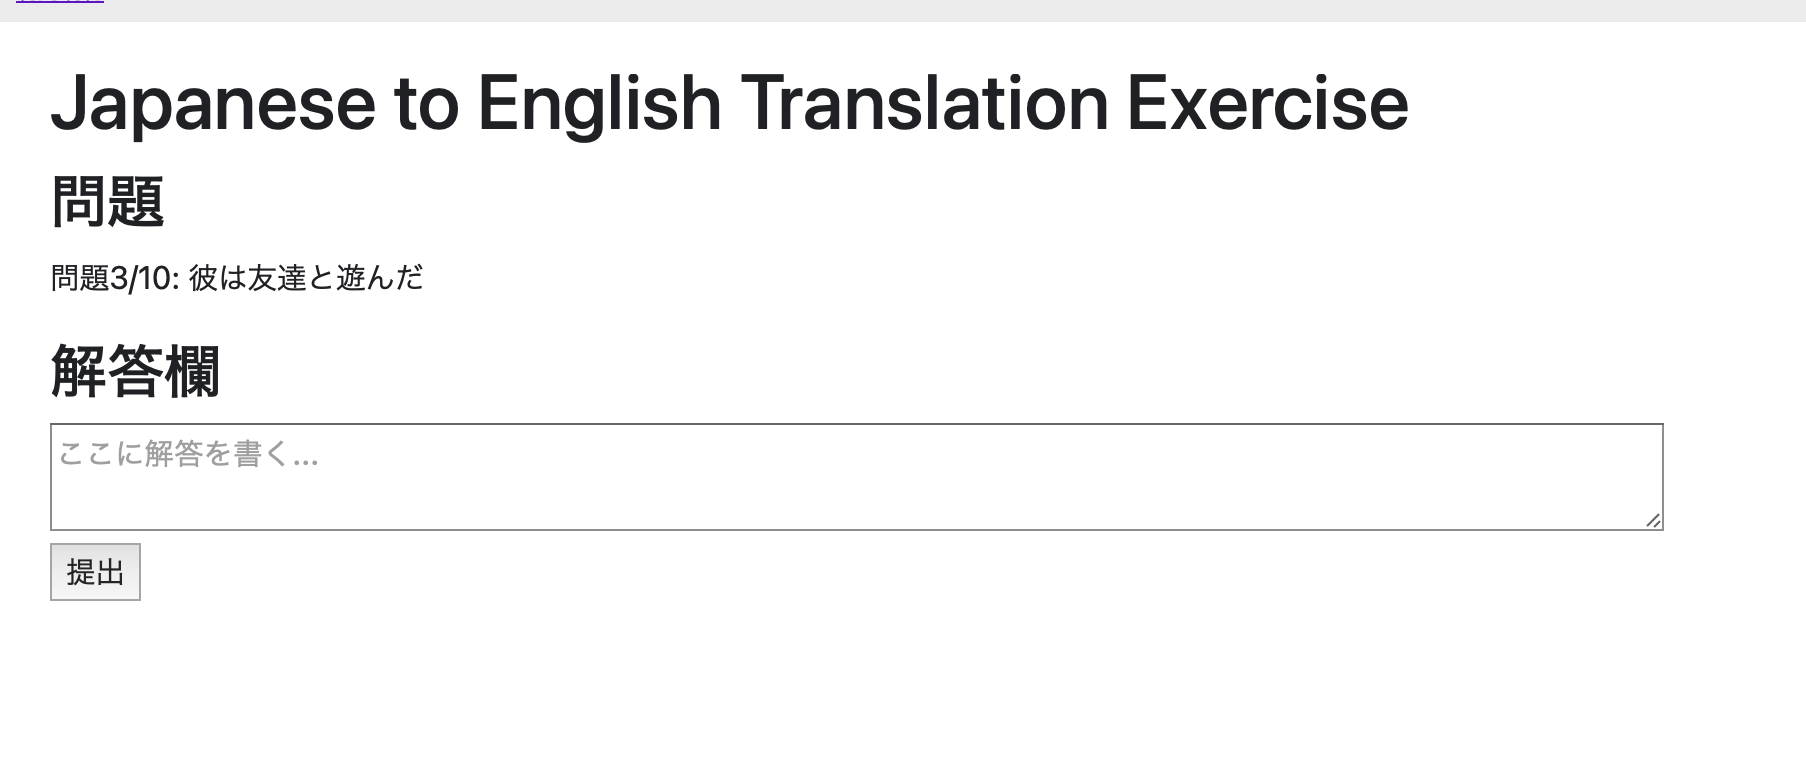 Japanese to English Translation Exercise
問題
問題3/10: 彼は友達と遊んだ
解答欄
ここに解答を書く...
提出